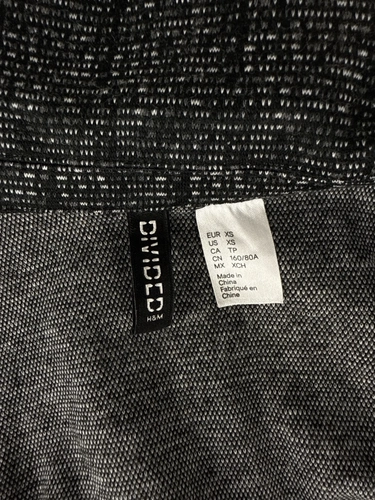 DIVIDED
H&M
EUR XS
US XS
CA TP
CN 160/80A
MX XCH
Made in
China
Fabriqué en
Chine